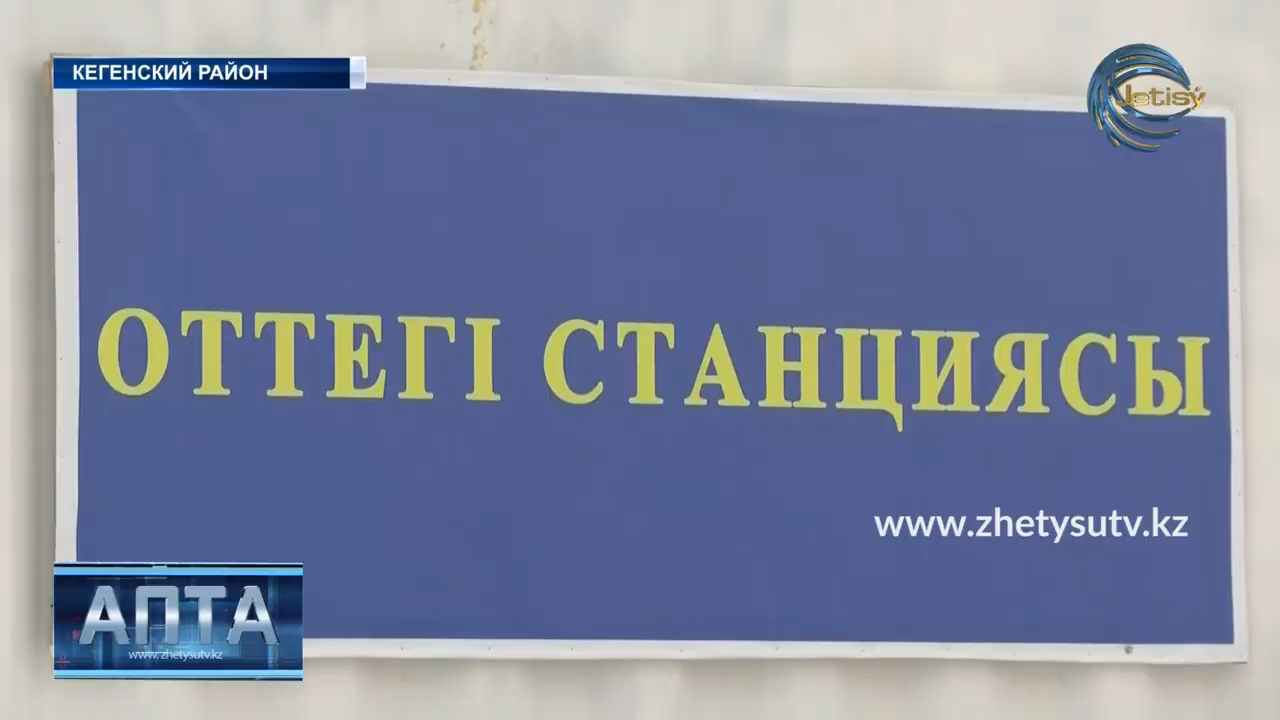 КЕГЕНСКИЙ РАЙОН
Jetisý
ОТТЕГІ СТАНЦИЯСЫ
www.zhetysutv.kz
АПТА
www.zhetysutv.kz